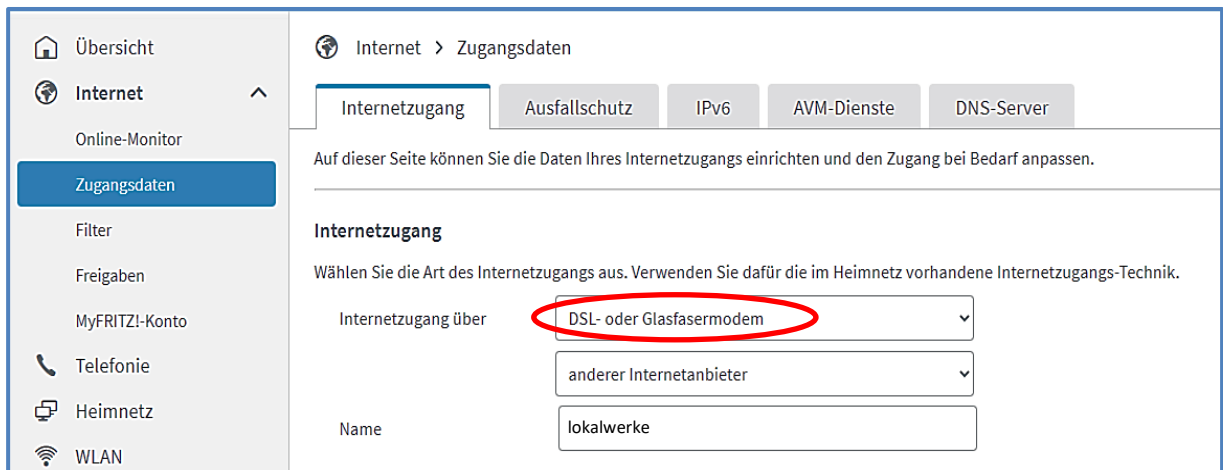 Übersicht
Internet
Online-Monitor
Zugangsdaten
Filter
Freigaben
MyFRITZ!-Konto
Telefonie
Heimnetz
WLAN
Internet > Zugangsdaten
Internetzugang Ausfallschutz IPv6 AVM-Dienste DNS-Server
Auf dieser Seite können Sie die Daten Ihres Internetzugangs einrichten und den Zugang bei Bedarf anpassen.
Internetzugang
Wählen Sie die Art des Internetzugangs aus. Verwenden Sie dafür die im Heimnetz vorhandene Internetzugangs-Technik.
Internetzugang über DSL- oder Glasfasermodem
anderer Internetanbieter
Name lokalwerke